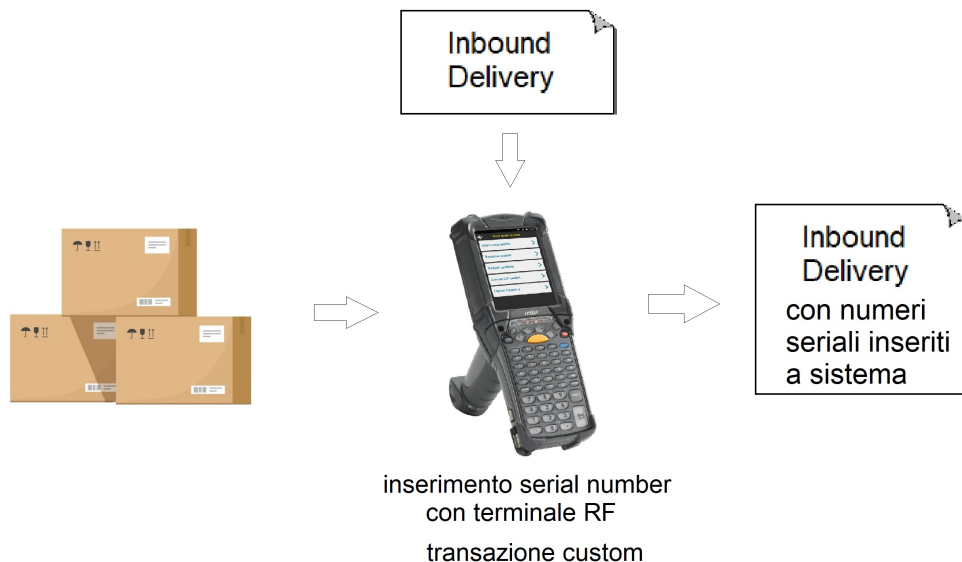 Inbound
Delivery
Inbound
Delivery
con numeri
seriali inseriti
a sistema
inserimento serial number
con terminale RF
transazione custom